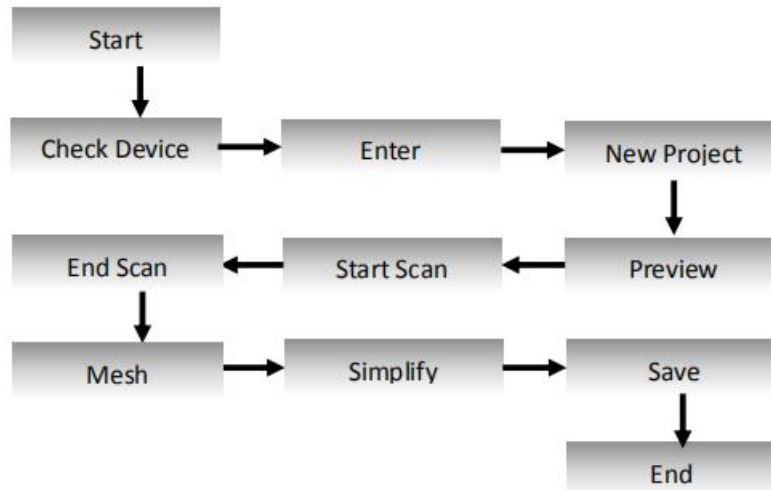 Start
Check Device
Enter
New Project
Preview
Start Scan
End Scan
Mesh
Simplify
Save
End